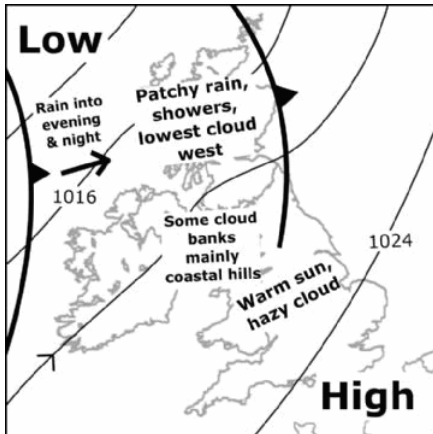 Low
Rain into
evening
& night
Patchy rain,
showers,
lowest cloud
west
1016
Some cloud
banks
mainly
coastal hills
1024
Warm sun,
hazy cloud
High